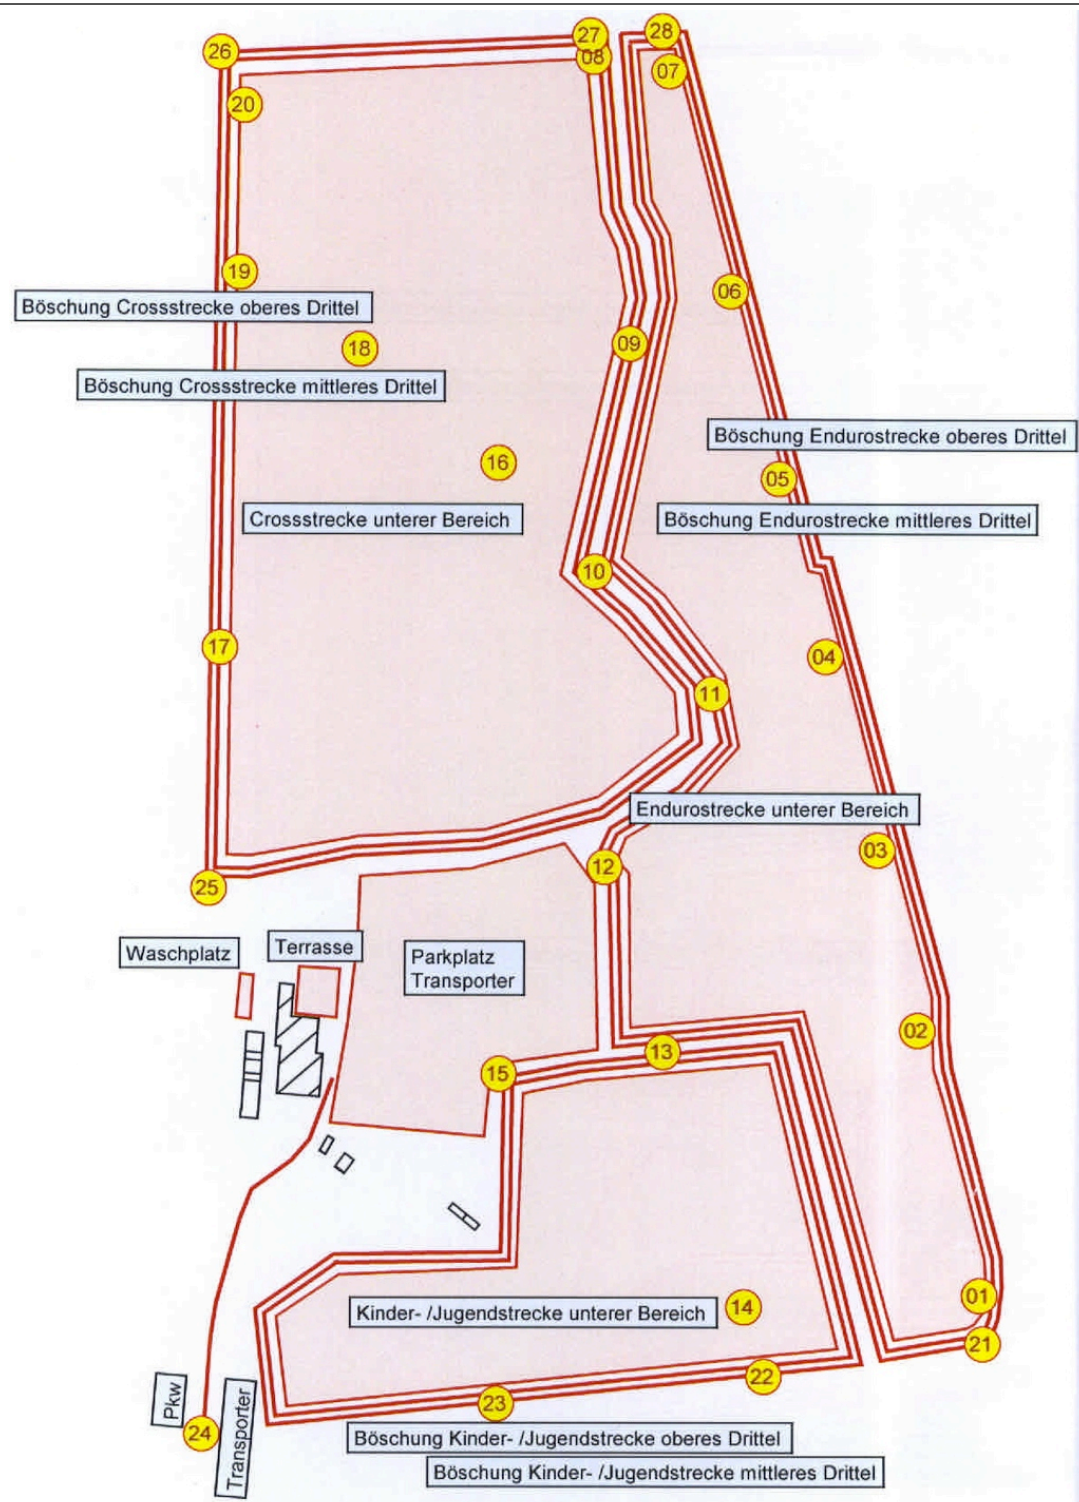 28
27
26
08
07
20
19
06
Böschung Crossstrecke oberes Drittel
09
18
Böschung Crossstrecke mittleres Drittel
Böschung Endurostrecke oberes Drittel
16
05
Crossstrecke unterer Bereich
Böschung Endurostrecke mittleres Drittel
10
17
04
11
Endurostrecke unterer Bereich
03
12
25
Waschplatz
Terrasse
Parkplatz
Transporter
02
13
15
01
14
Kinder- /Jugendstrecke unterer Bereich
21
22
23
Pkw
24
Transporter
Böschung Kinder- /Jugendstrecke oberes Drittel
Böschung Kinder- /Jugendstrecke mittleres Drittel